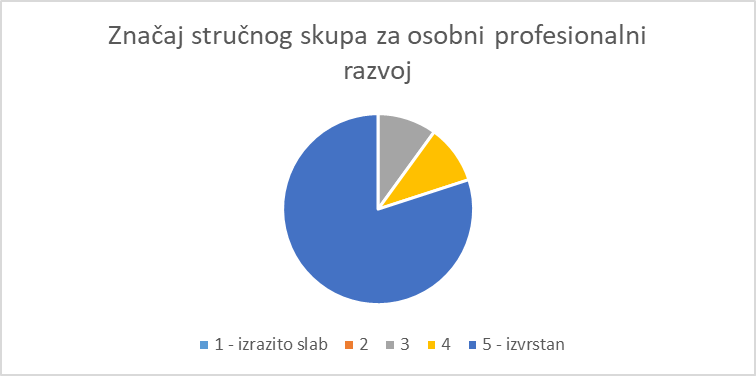 Značaj stručnog skupa za osobni profesionalni
razvoj
1 - izrazito slab 2 3 4 5 - izvrstan